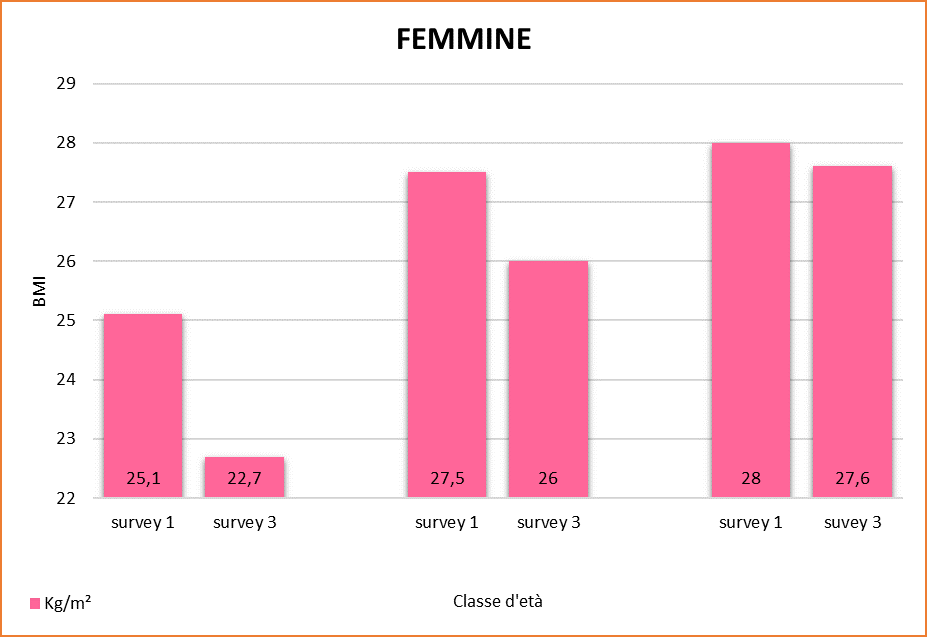 FEMMINE
29
28
27
26
25
24
23
22
BMI
25,1
22,7
27,5
26
28
27,6
survey 1
survey 3
survey 1
survey 3
survey 1
suvey 3
Kg/m²
Classe d'età